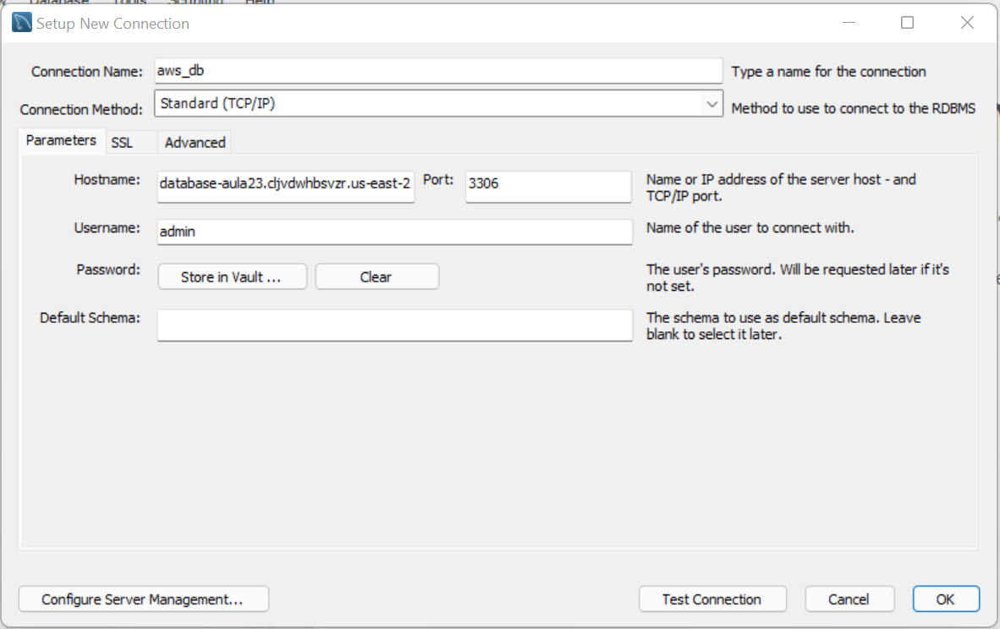 Database Tools Scripting Help
Setup New Connection
Connection Name: aws_db Type a name for the connection
Connection Method: Standard (TCP/IP) Method to use to connect to the RDBMS
Parameters SSL Advanced
Hostname: database-aula23.cljvdwhbsvzr.us-east-2 Port: 3306 Name or IP address of the server host - and
TCP/IP port.
Username: admin Name of the user to connect with.
Password: Store in Vault ... Clear The user's password. Will be requested later if it's
not set.
Default Schema: The schema to use as default schema. Leave
blank to select it later.
Configure Server Management... Test Connection Cancel OK